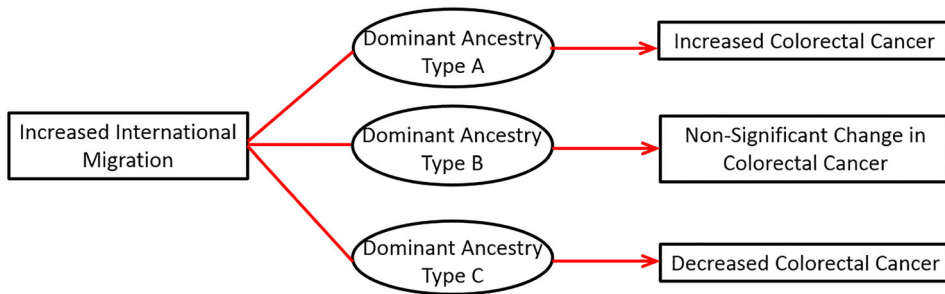 Increased International
Migration
Dominant Ancestry
Type A
Increased Colorectal Cancer
Dominant Ancestry
Type B
Non-Significant Change in
Colorectal Cancer
Dominant Ancestry
Type C
Decreased Colorectal Cancer